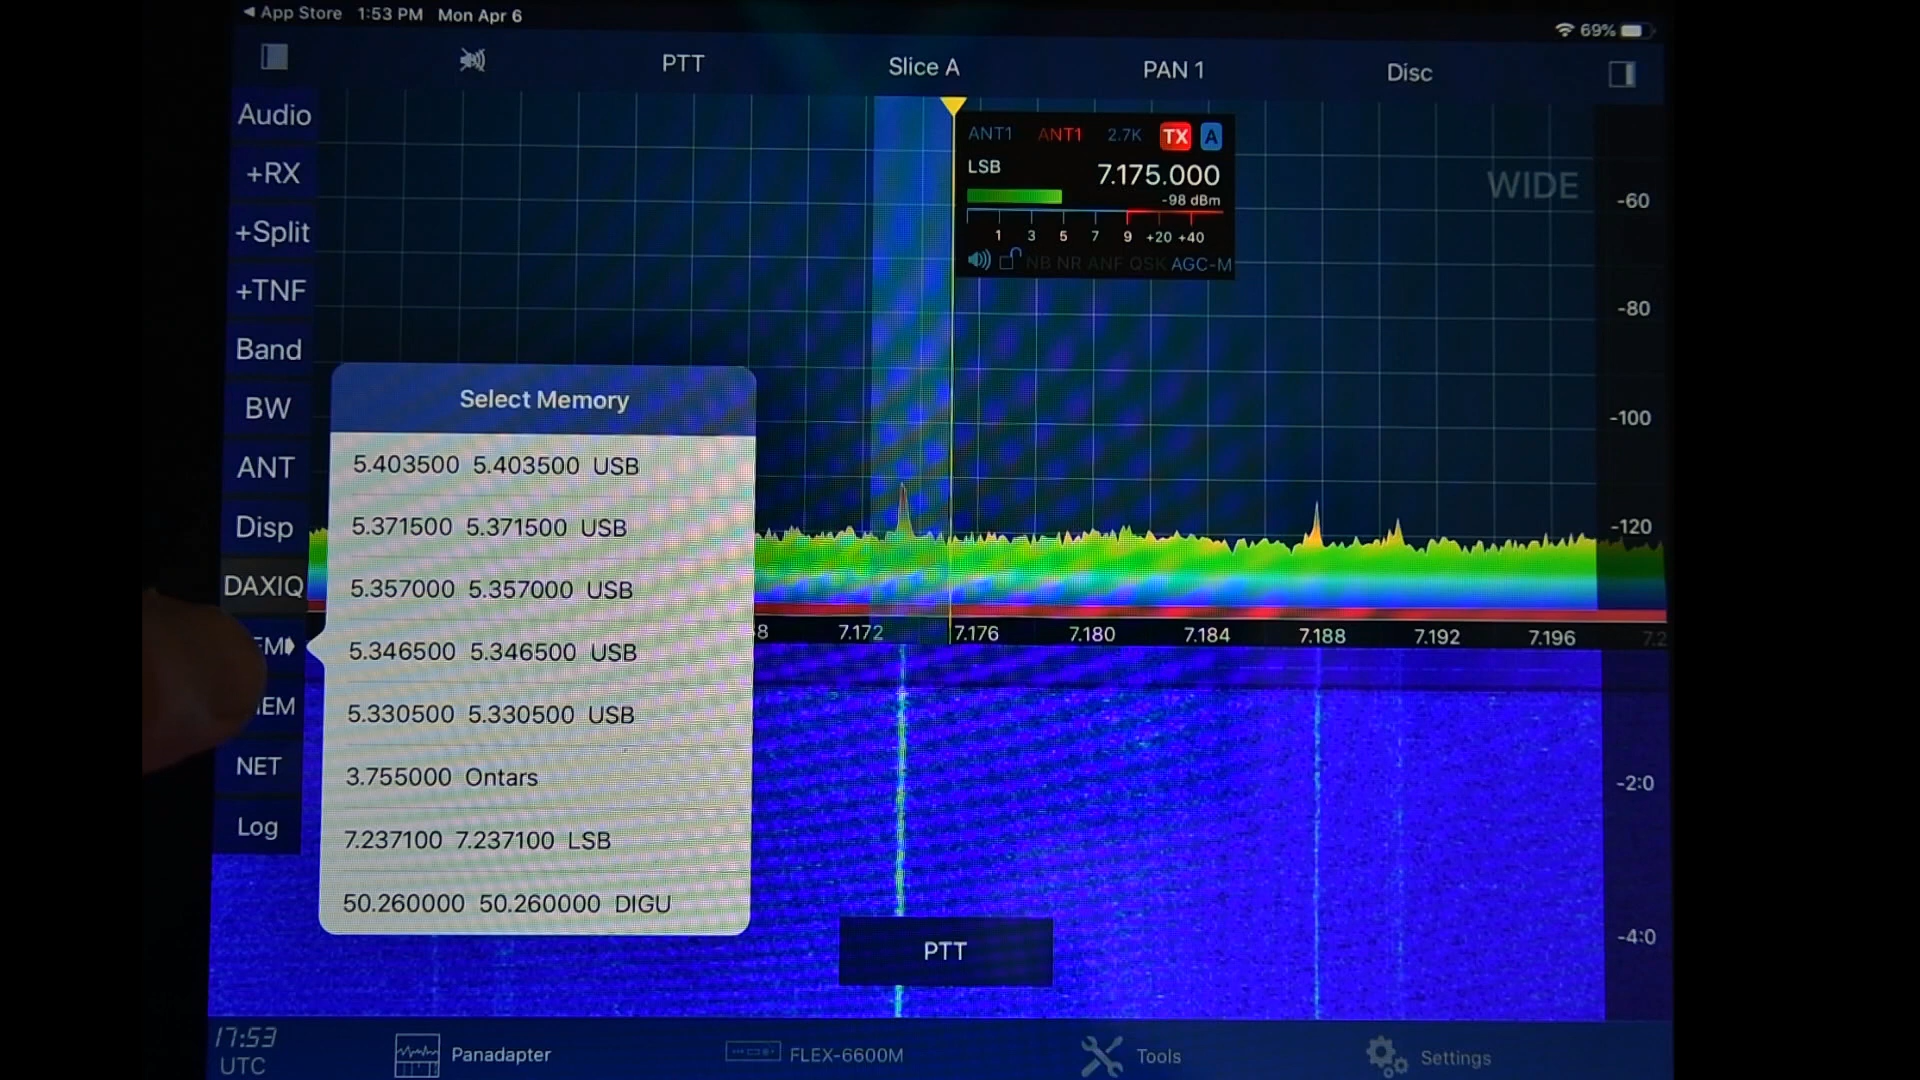 ◀ App Store 1:53 PM Mon Apr 6
69%
PTT
Slice A
PAN 1
Disc
Audio
+RX
+Split
+TNF
Band
BW
ANT
Disp
DAXIQ
EM
EM
NET
Log
ANT1 ANT1 2.7K TX A
LSB 7.175.000
-98 dBm
1 3 5 7 9 +20 +40
NB NR ANF QSK AGC-M
WIDE
-60
-80
-100
-120
Select Memory
5.403500 5.403500 USB
5.371500 5.371500 USB
5.357000 5.357000 USB
5.346500 5.346500 USB
5.330500 5.330500 USB
3.755000 Ontars
7.237100 7.237100 LSB
50.260000 50.260000 DIGU
8 7.172 7.176 7.180 7.184 7.188 7.192 7.196 7.2
-2:0
-4:0
PTT
17:53
UTC
Panadapter
FLEX-6600M
Tools
Settings